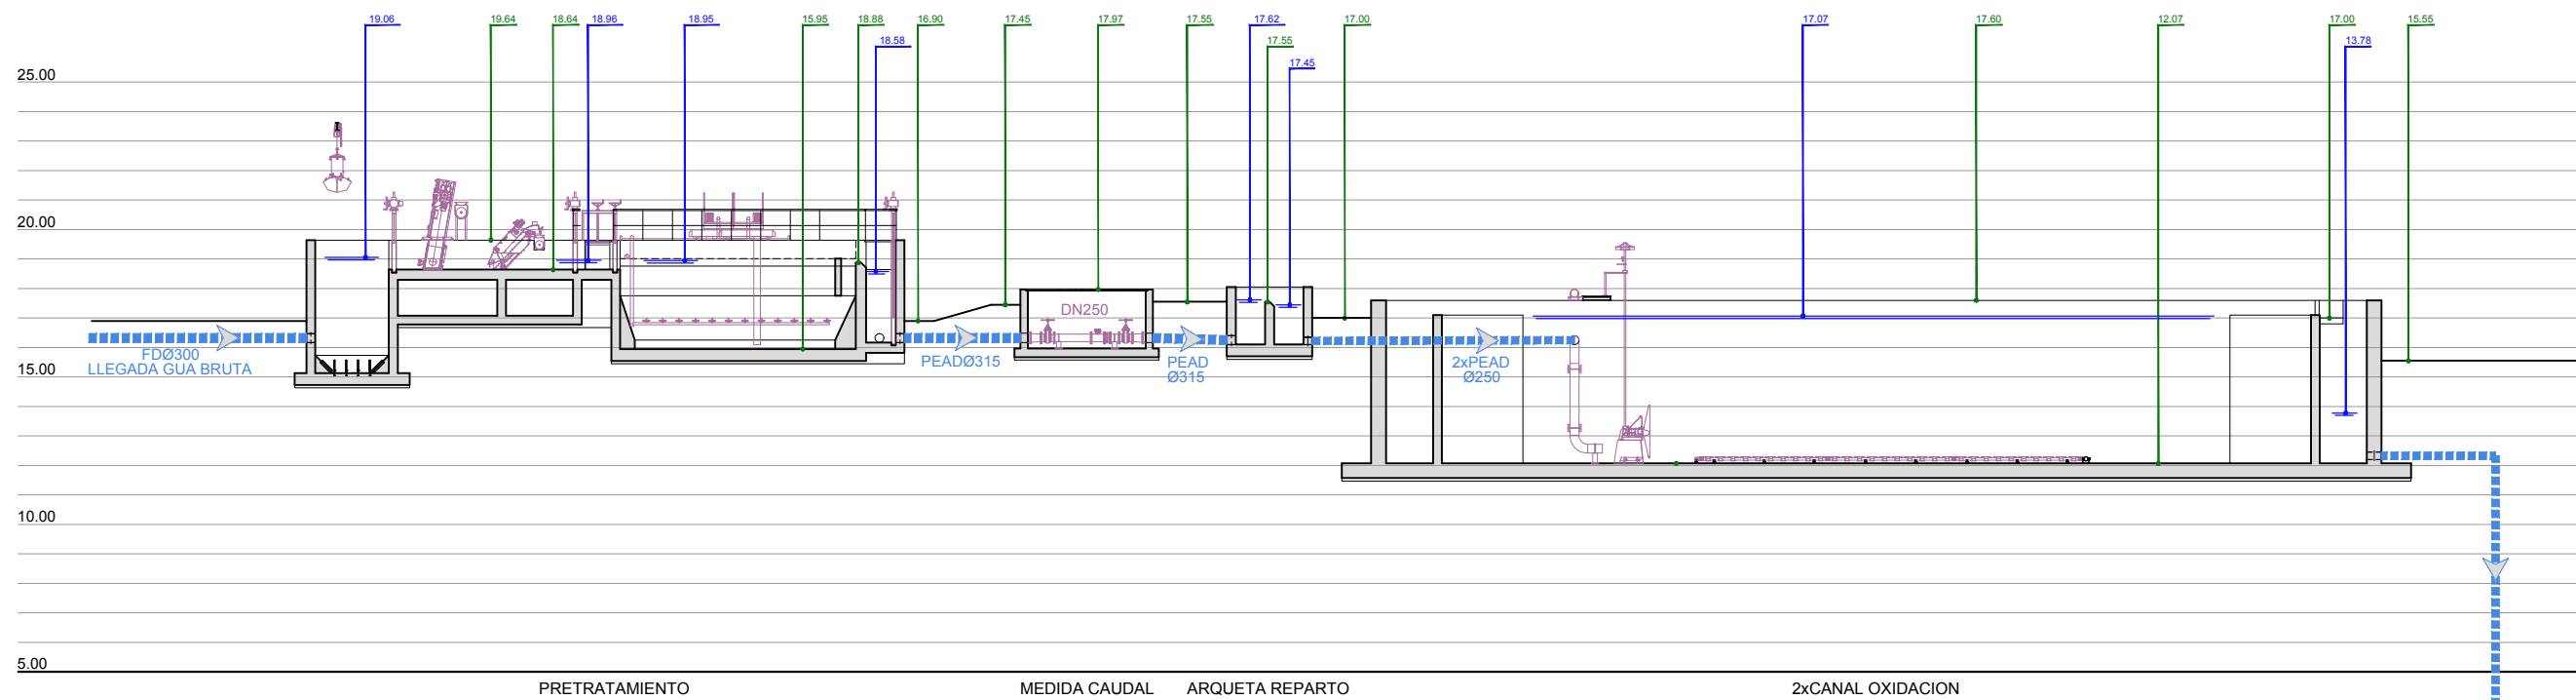 19.06 19.64 18.64 18.96 18.95 15.95 18.88 16.90 17.45 17.97 17.55 17.62 17.00 17.07 17.60 12.07 17.00 15.55
18.58 17.55 13.78
17.45
25.00
20.00
DN250
FDØ300
LLEGADA GUA BRUTA
PEADØ315
PEAD
Ø315
2xPEAD
Ø250
15.00
10.00
5.00
PRETRATAMIENTO MEDIDA CAUDAL ARQUETA REPARTO 2xCANAL OXIDACION